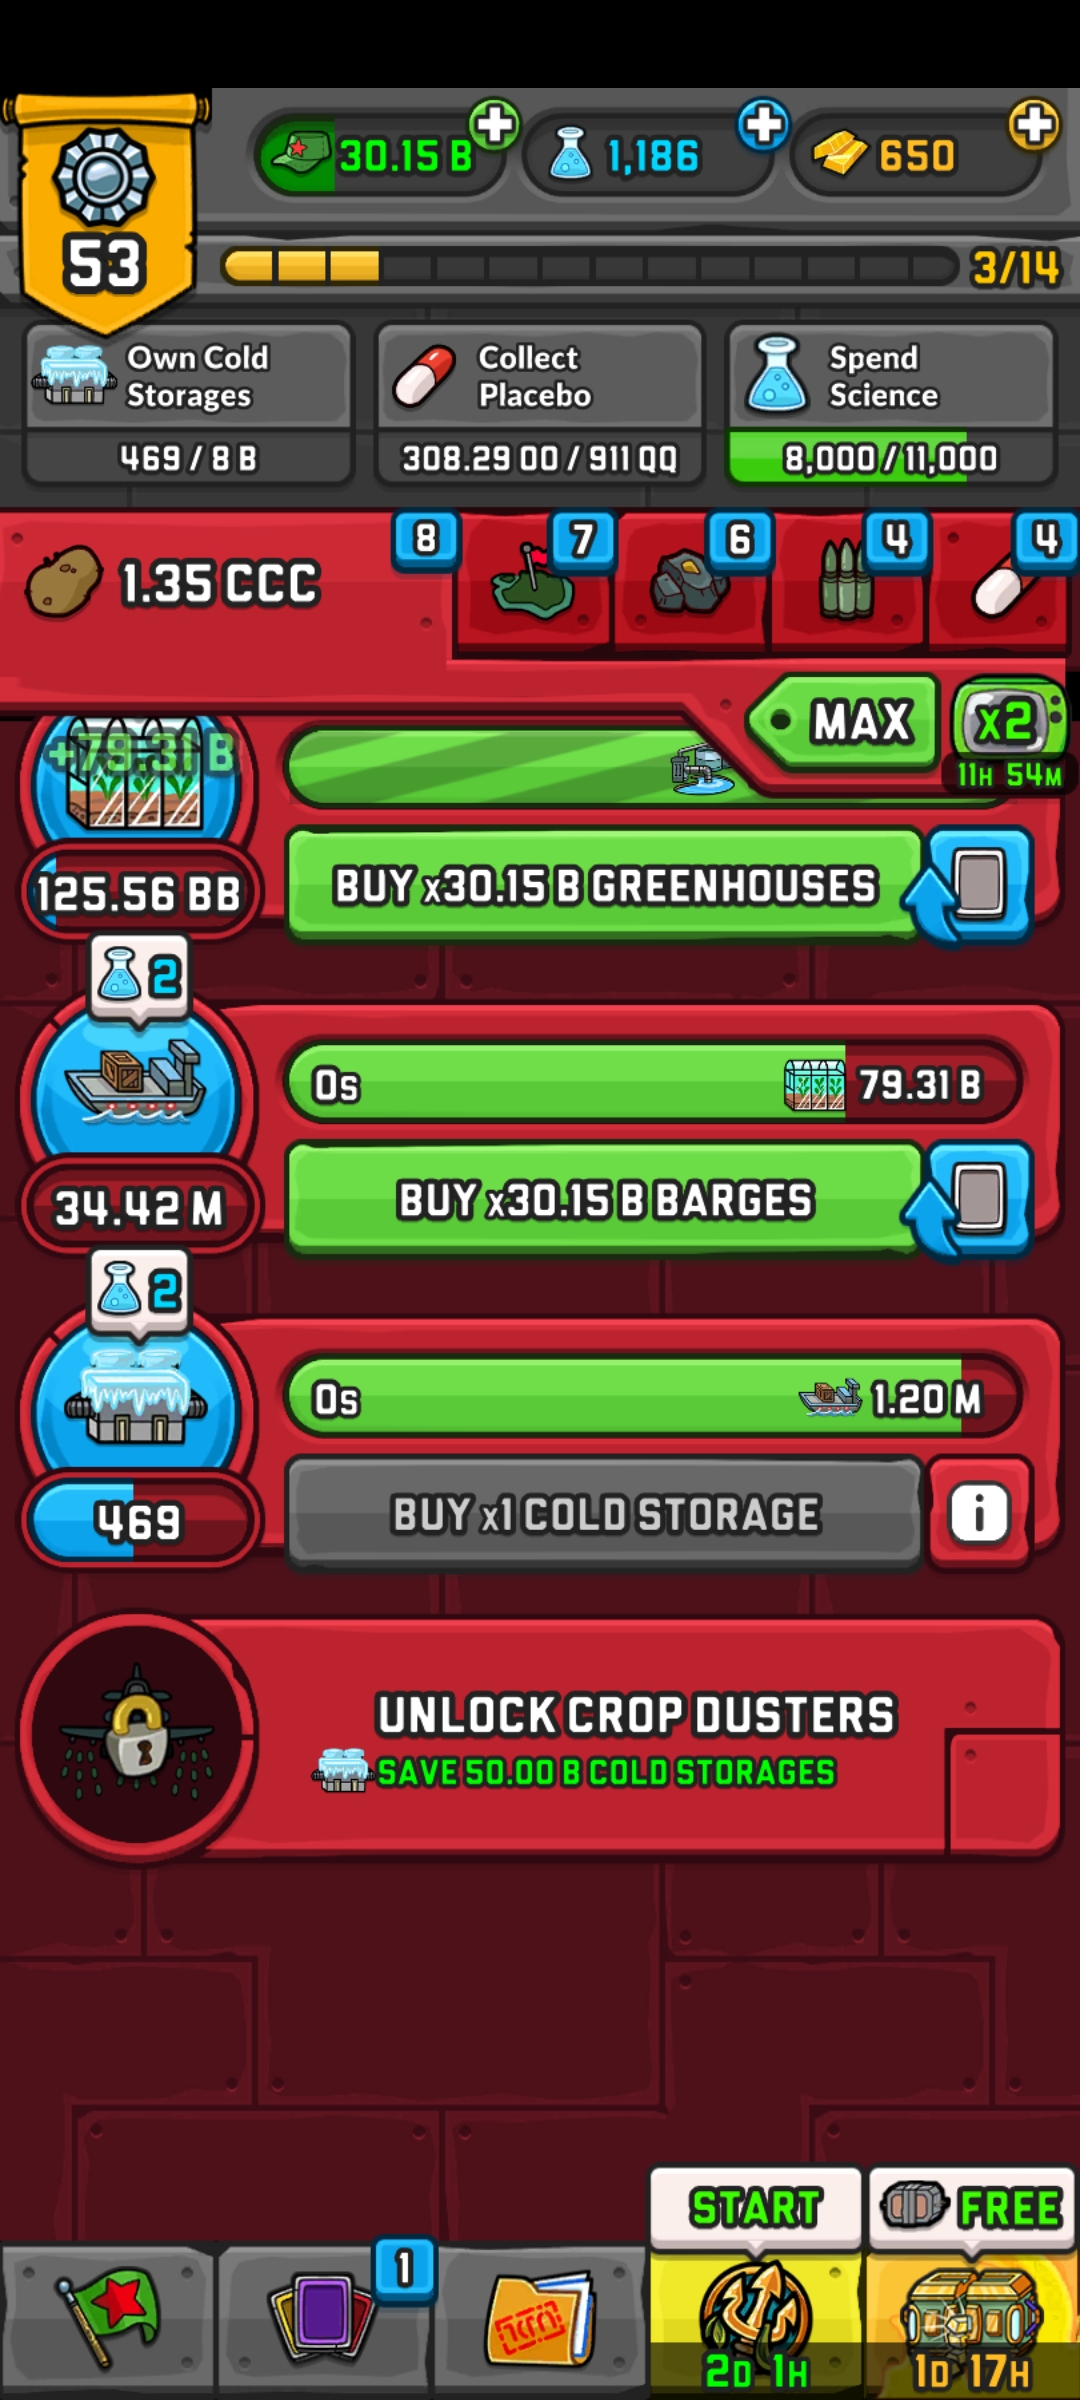 53
30.15 B
1,186
650
3/14
Own Cold
Storages
469 / 8 B
Collect
Placebo
308.29 OO / 911 QQ
Spend
Science
8,000 / 11,000
1.35 CCC
8
7
6
4
4
MAX
x2
11H 54M
+79.31 B
125.56 BB
BUY x30.15 B GREENHOUSES
2
0s
79.31 B
34.42 M
BUY x30.15 B BARGES
2
0s
1.20 M
469
BUY x1 COLD STORAGE
i
UNLOCK CROP DUSTERS
SAVE 50.00 B COLD STORAGES
START
FREE
1
2D 1H
1D 17H